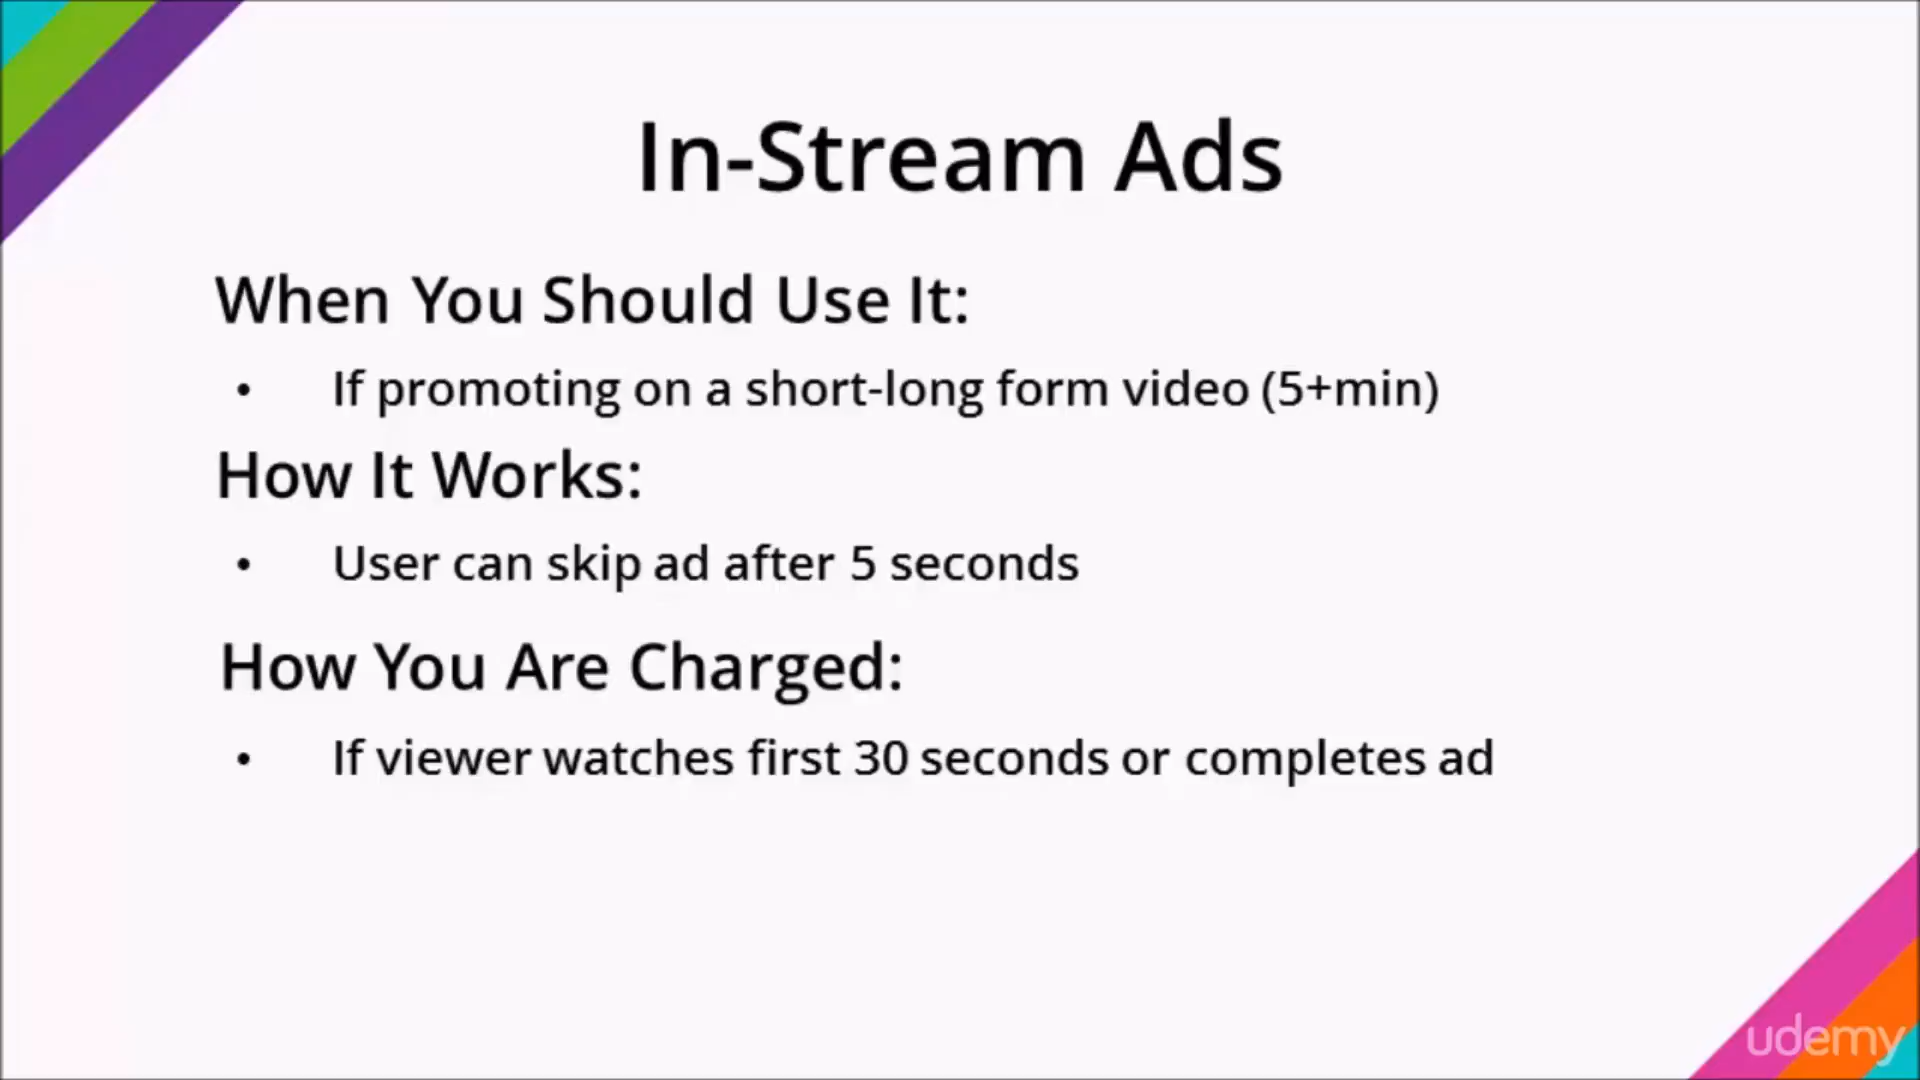 In-Stream Ads
When You Should Use It:
• If promoting on a short-long form video (5+min)
How It Works:
• User can skip ad after 5 seconds
How You Are Charged:
• If viewer watches first 30 seconds or completes ad
udemy